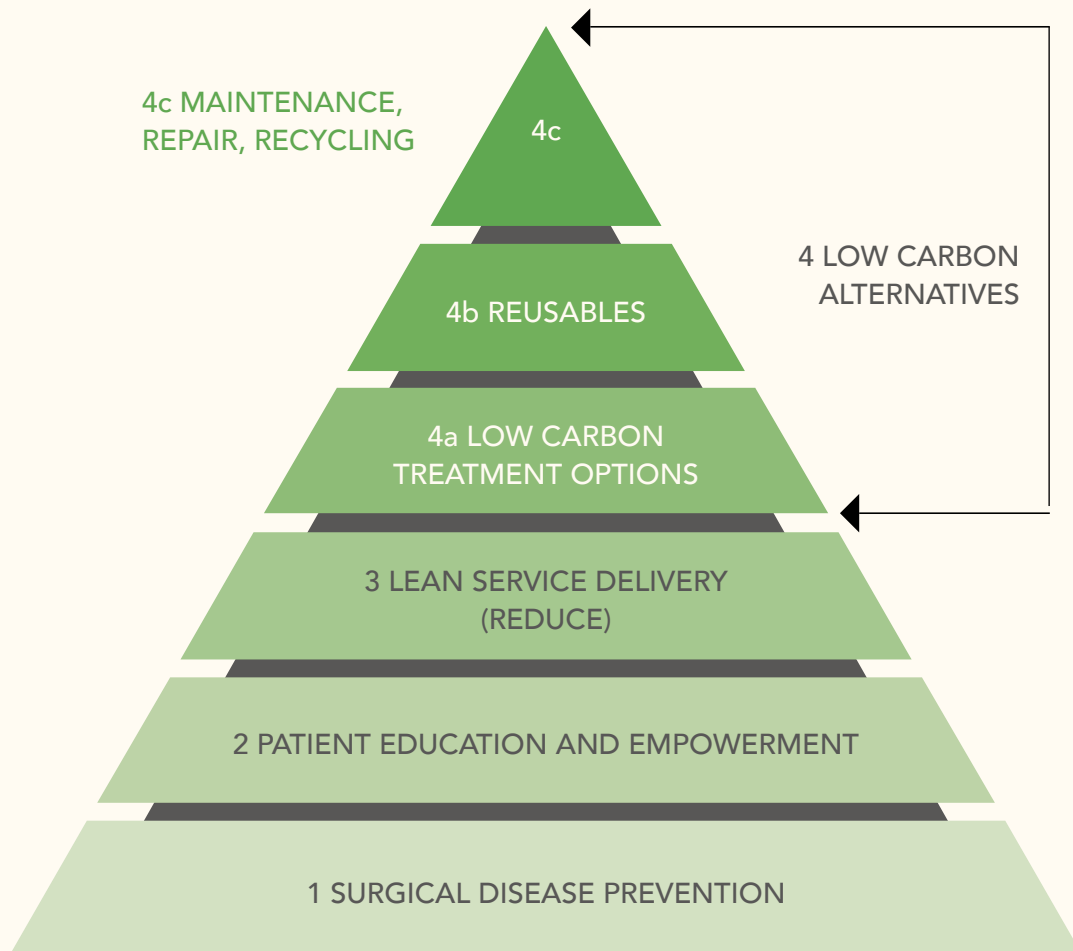 4c MAINTENANCE,
REPAIR, RECYCLING
4c
4 LOW CARBON
ALTERNATIVES
4b REUSABLES
4a LOW CARBON
TREATMENT OPTIONS
3 LEAN SERVICE DELIVERY
(REDUCE)
2 PATIENT EDUCATION AND EMPOWERMENT
1 SURGICAL DISEASE PREVENTION